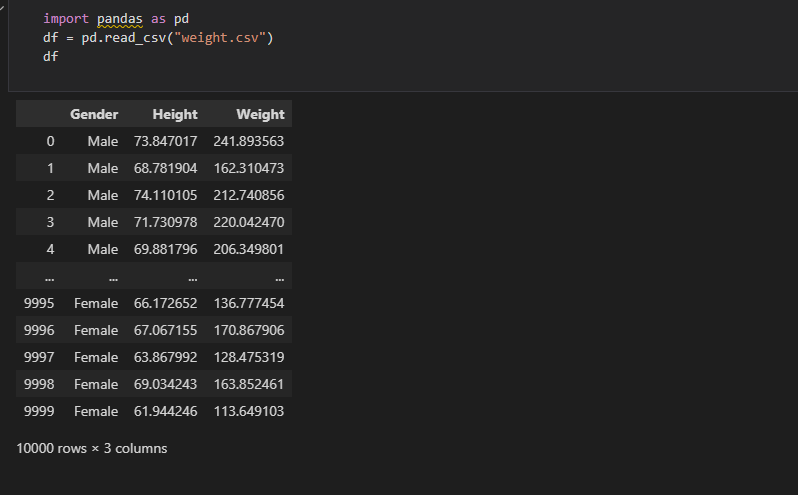 import pandas as pd
df = pd.read_csv("weight.csv")
df
Gender Height Weight
0 Male 73.847017 241.893563
1 Male 68.781904 162.310473
2 Male 74.110105 212.740856
3 Male 71.730978 220.042470
4 Male 69.881796 206.349801
... ... ... ...
9995 Female 66.172652 136.777454
9996 Female 67.067155 170.867906
9997 Female 63.867992 128.475319
9998 Female 69.034243 163.852461
9999 Female 61.944246 113.649103
10000 rows × 3 columns